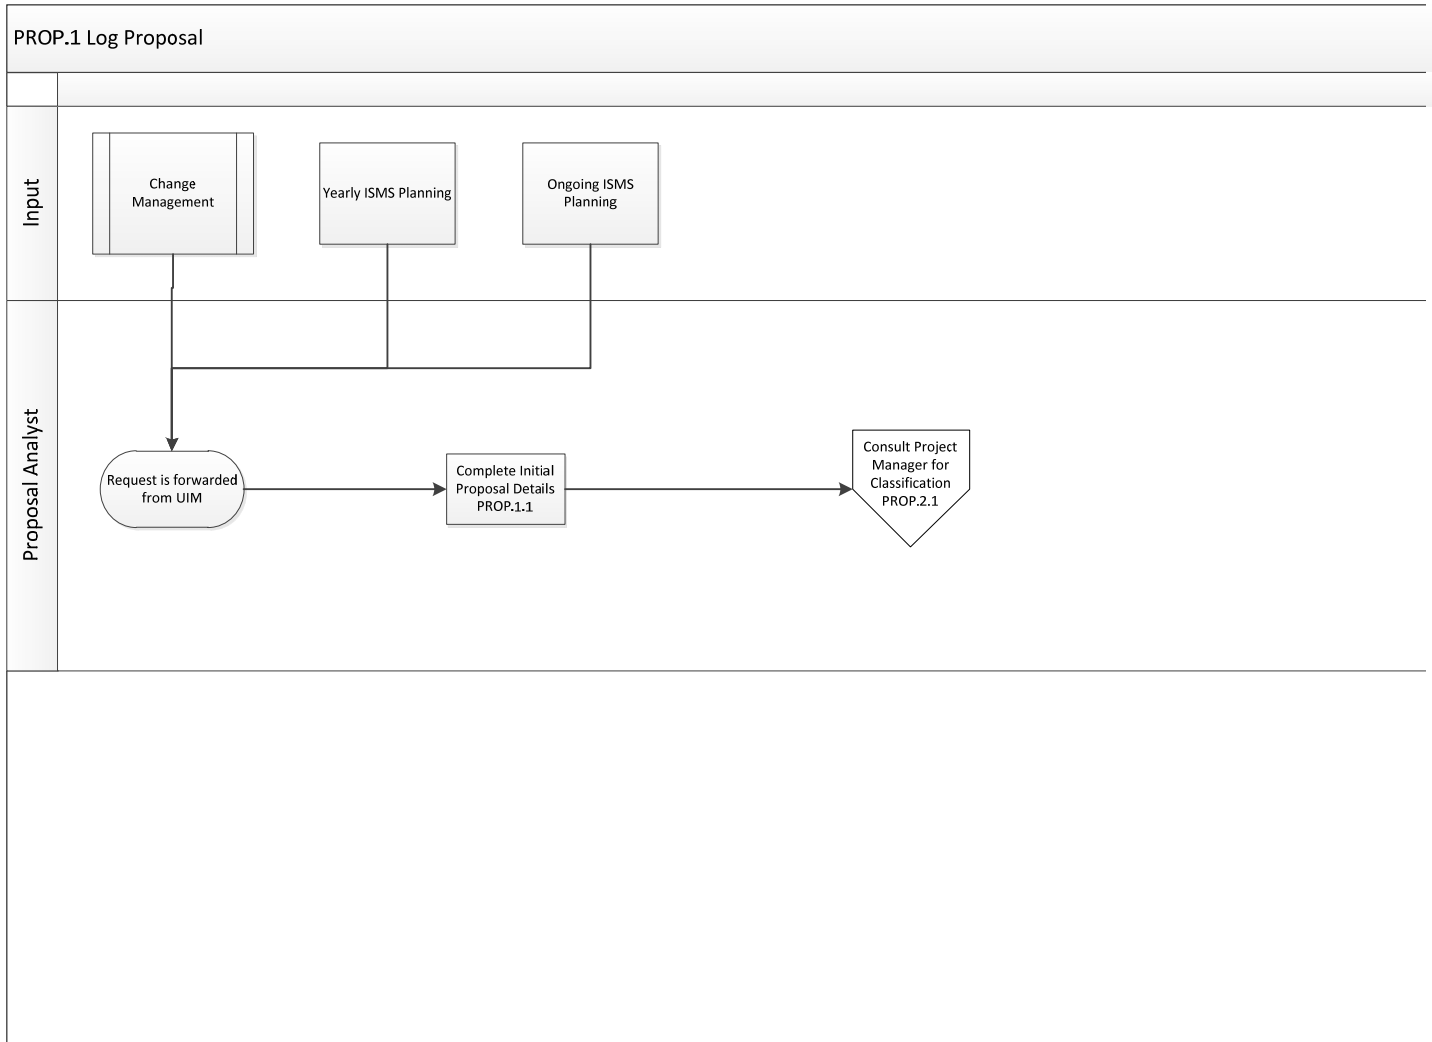 PROP.1 Log Proposal
Input
Change
Management
Yearly ISMS Planning
Ongoing ISMS
Planning
Proposal Analyst
Request is forwarded
from UIM
Complete Initial
Proposal Details
PROP.1.1
Consult Project
Manager for
Classification
PROP.2.1